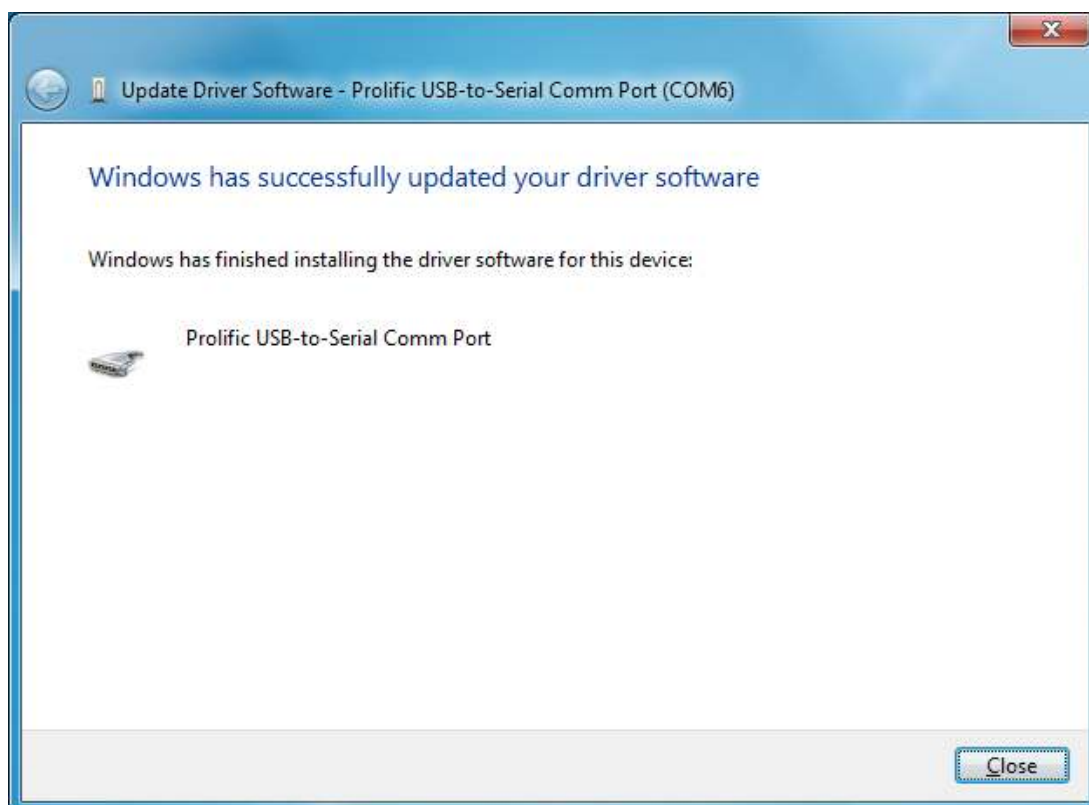 Update Driver Software - Prolific USB-to-Serial Comm Port (COM6)
Windows has successfully updated your driver software
Windows has finished installing the driver software for this device:
Prolific USB-to-Serial Comm Port
Close